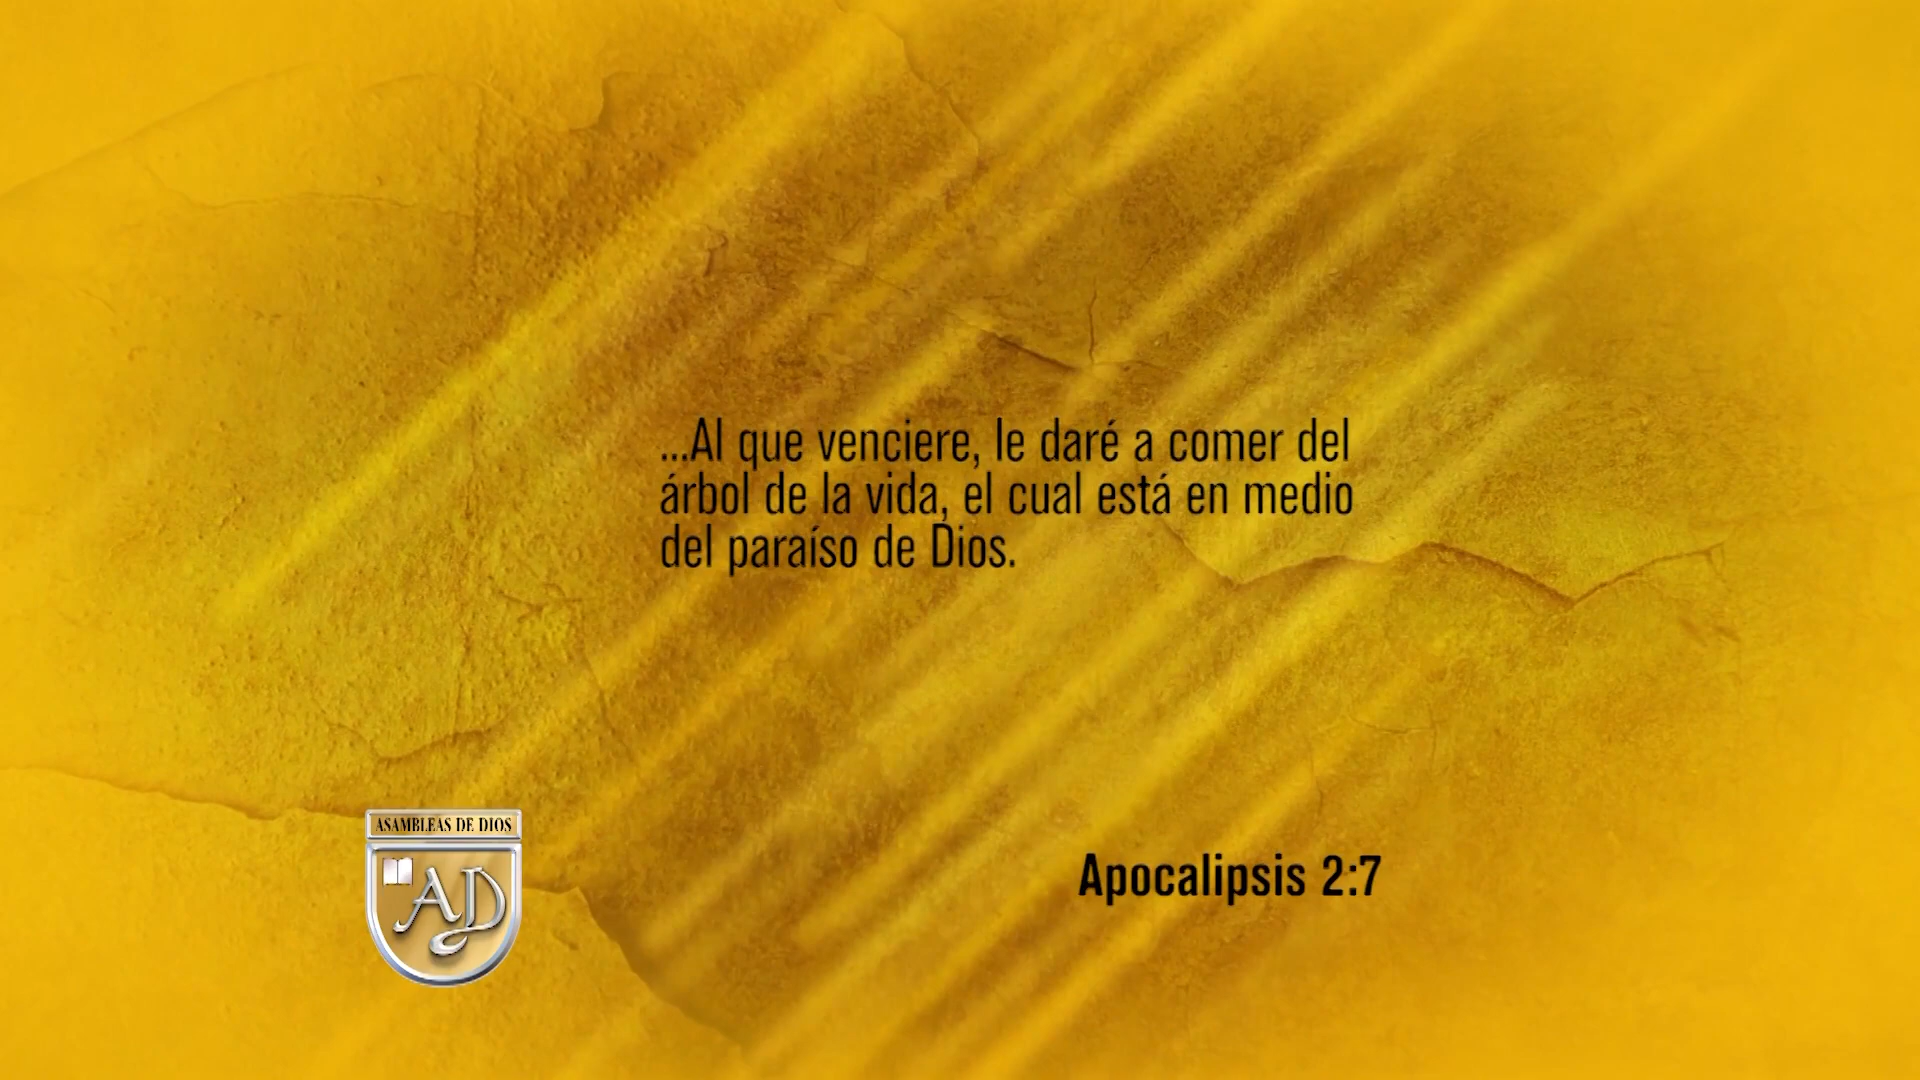 ...Al que venciere, le daré a comer del
árbol de la vida, el cual está en medio
del paraíso de Dios.
ASAMBLEAS DE DIOS
AD
Apocalipsis 2:7